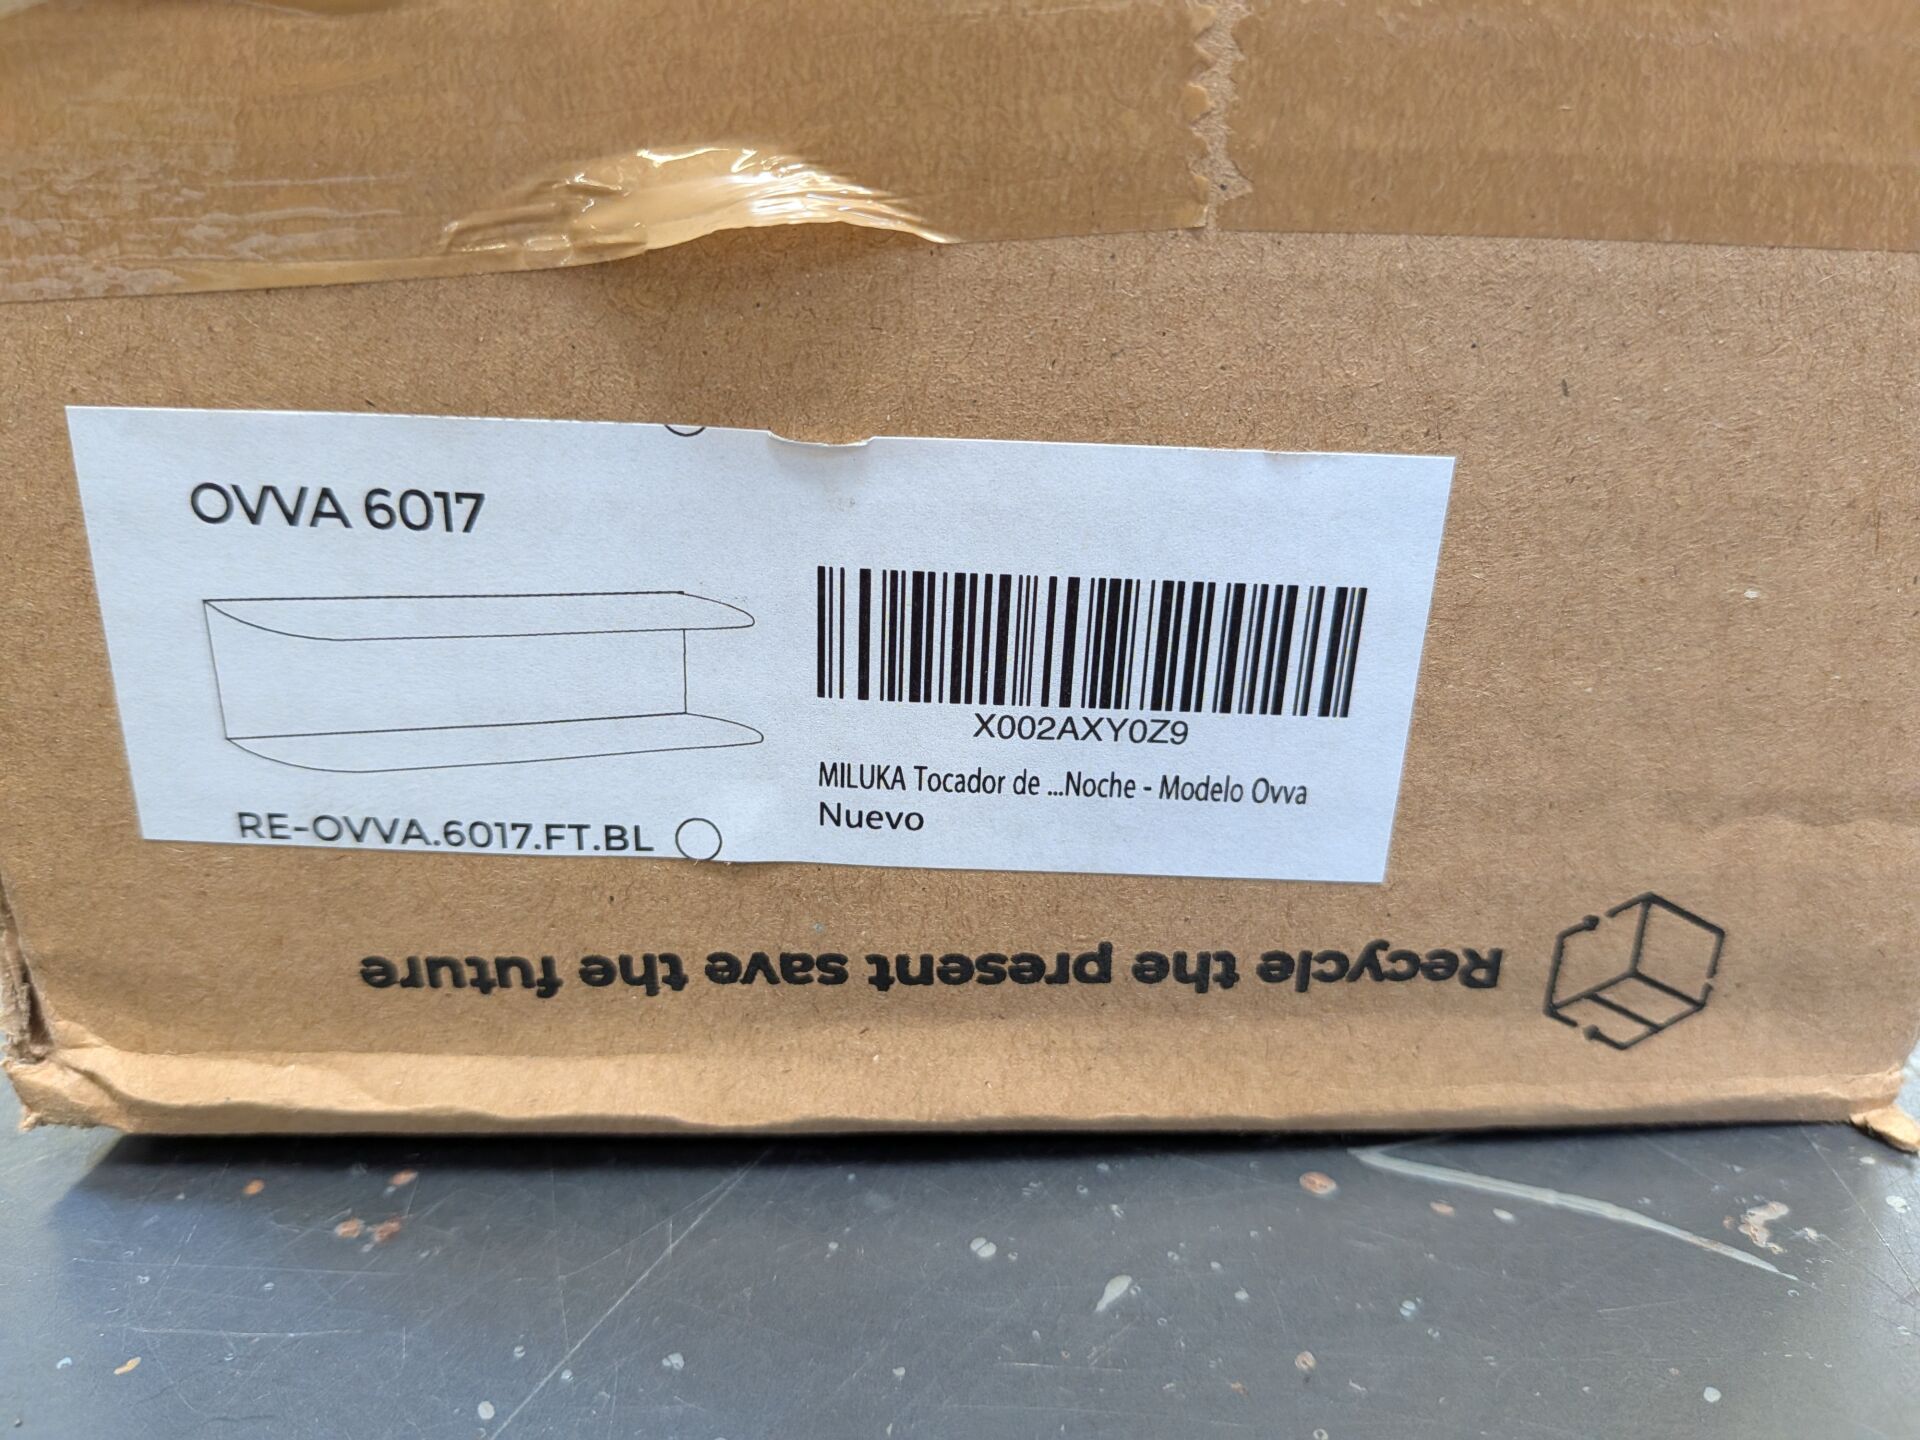 OVVA 6017
X002AXY0Z9
MILUKA Tocador de ...Noche - Modelo Ovva
Nuevo
RE-OVVA.6017.FT.BL
Recycle the present save the future